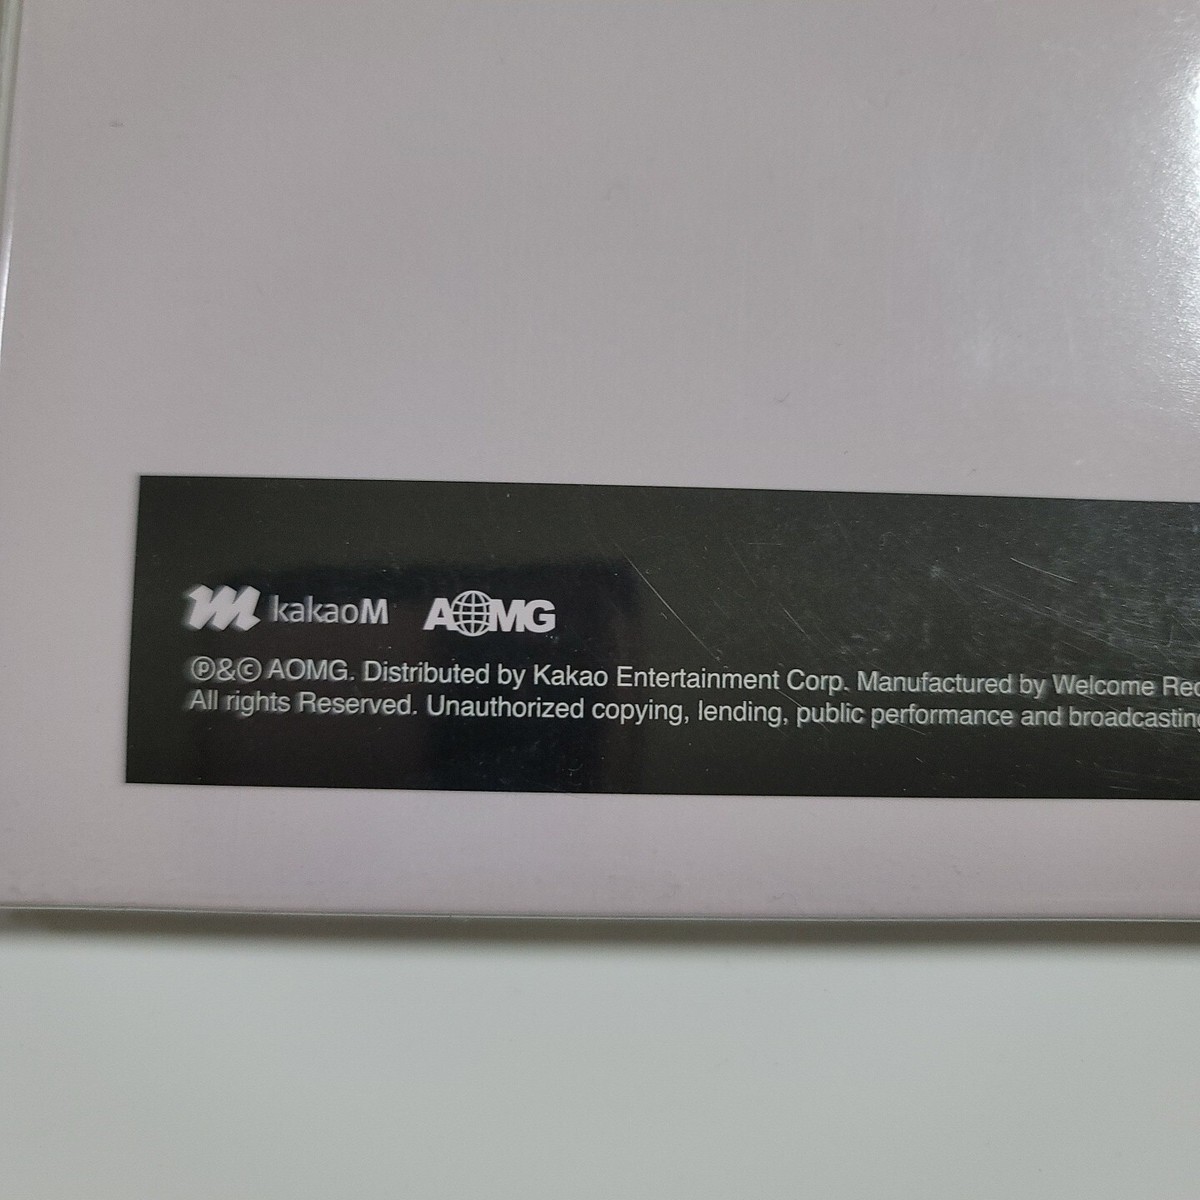 kakaoM AOMG
Ⓟ&© AOMG. Distributed by Kakao Entertainment Corp. Manufactured by Welcome
All rights Reserved. Unauthorized copying, lending, public performance and broadcasting